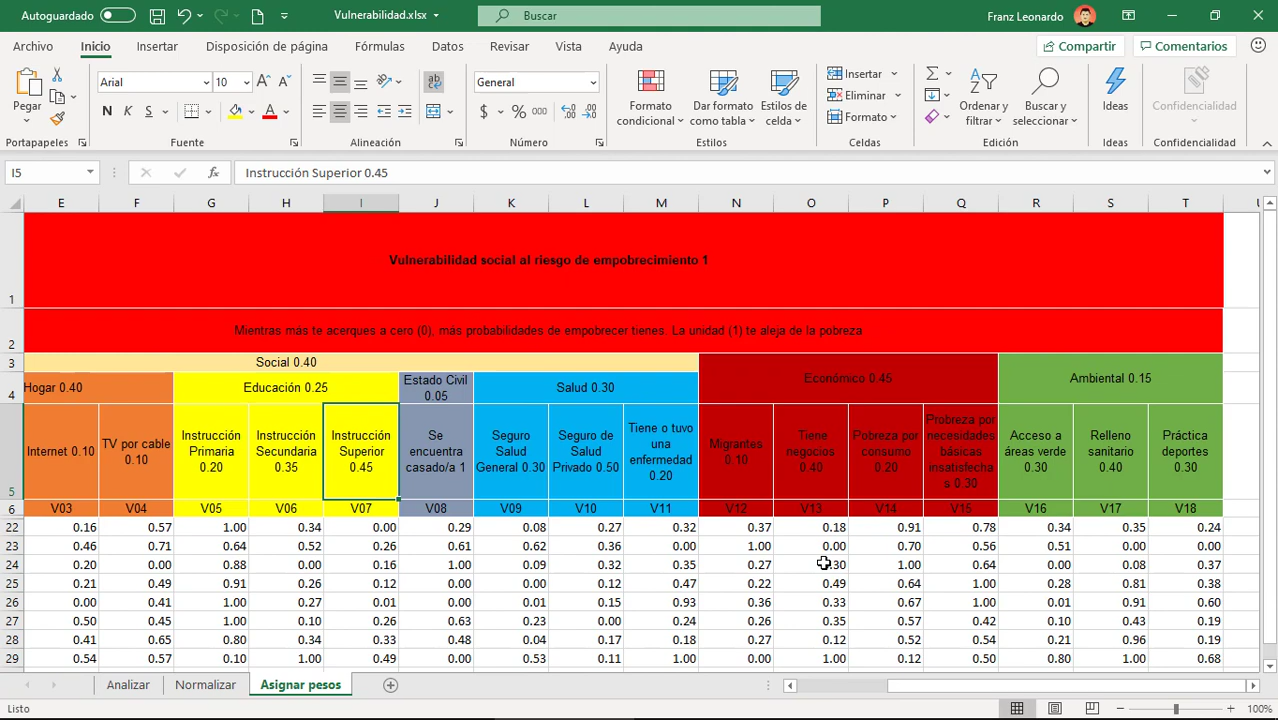 Autoguardado
Vulnerabilidad.xlsx
Buscar
Franz Leonardo
Archivo Inicio Insertar Disposición de página Fórmulas Datos Revisar Vista Ayuda
Compartir Comentarios
Pegar
Arial 10
N K S
ab
General
$ % 000
Formato condicional
Dar formato como tabla
Estilos de celda
Insertar
Eliminar
Formato
Ordenar y filtrar
Buscar y seleccionar
Ideas
Confidencialidad
Portapapeles Fuente Alineación Número Estilos Celdas Edición Ideas Confidencialidad
I5 fx Instrucción Superior 0.45
E F G H I J K L M N O P Q R S T U
1 Vulnerabilidad social al riesgo de empobrecimiento 1
2 Mientras más te acerques a cero (0), más probabilidades de empobrecer tienes. La unidad (1) te aleja de la pobreza
3 Social 0.40
Económico 0.45
Ambiental 0.15
4 Hogar 0.40 Educación 0.25 Estado Civil 0.05 Salud 0.30
5 Internet 0.10
TV por cable 0.10
Instrucción Primaria 0.20
Instrucción Secundaria 0.35
Instrucción Superior 0.45
Se encuentra casado/a 1
Seguro Salud General 0.30
Seguro de Salud Privado 0.50
Tiene o tuvo una enfermedad 0.20
Migrantes 0.10
Tiene negocios 0.40
Pobreza por consumo 0.20
Probreza por necesidades básicas insatisfechas 0.30
Acceso a áreas verde 0.30
Relleno sanitario 0.40
Práctica deportes 0.30
6 V03 V04 V05 V06 V07 V08 V09 V10 V11 V12 V13 V14 V15 V16 V17 V18
22 0.16 0.57 1.00 0.34 0.00 0.29 0.08 0.27 0.32 0.37 0.18 0.91 0.78 0.34 0.35 0.24
23 0.46 0.71 0.64 0.52 0.26 0.61 0.62 0.36 0.00 1.00 0.00 0.70 0.56 0.51 0.00 0.00
24 0.20 0.00 0.88 0.00 0.16 1.00 0.09 0.32 0.35 0.27 30 1.00 0.64 0.00 0.08 0.37
25 0.21 0.49 0.91 0.26 0.12 0.00 0.06 0.12 0.47 0.22 0.49 0.64 1.00 0.28 0.81 0.38
26 0.00 0.41 1.00 0.27 0.01 0.00 0.01 0.15 0.93 0.36 0.33 0.67 1.00 0.01 0.91 0.60
27 0.50 0.45 1.00 0.10 0.26 0.63 0.23 0.00 0.24 0.26 0.35 0.57 0.42 0.10 0.43 0.19
28 0.41 0.65 0.80 0.34 0.33 0.48 0.04 0.17 0.18 0.27 0.12 0.52 0.54 0.21 0.96 0.19
29 0.54 0.57 0.10 1.00 0.49 0.00 0.53 0.11 1.00 0.00 1.00 0.12 0.50 0.80 1.00 0.68
Analizar Normalizar Asignar pesos
Listo
100%